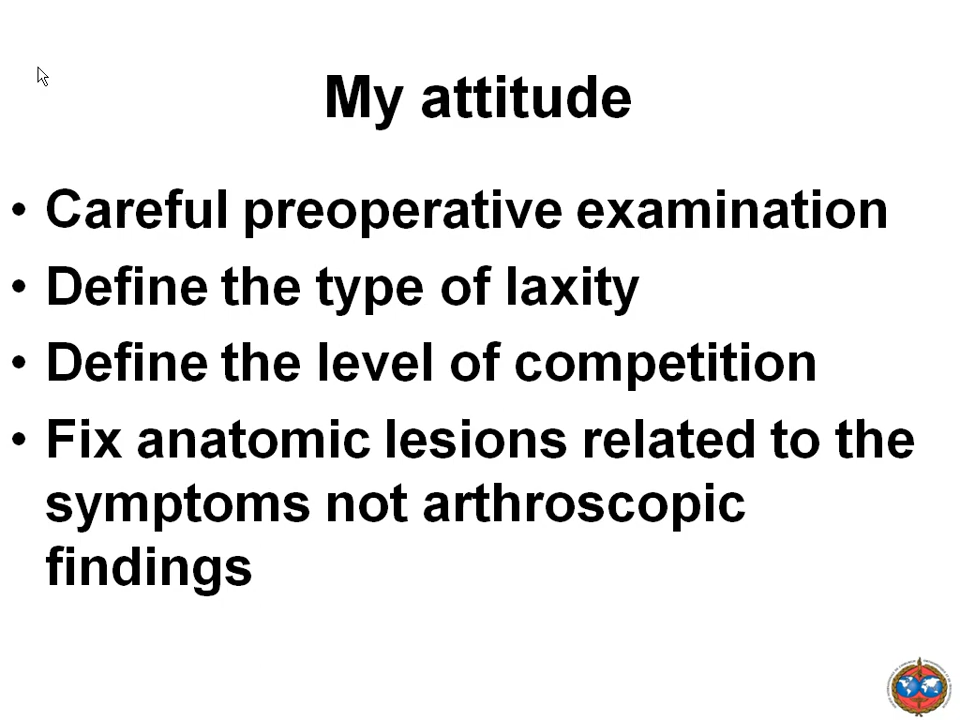 My attitude
• Careful preoperative examination
• Define the type of laxity
• Define the level of competition
• Fix anatomic lesions related to the
symptoms not arthroscopic
findings